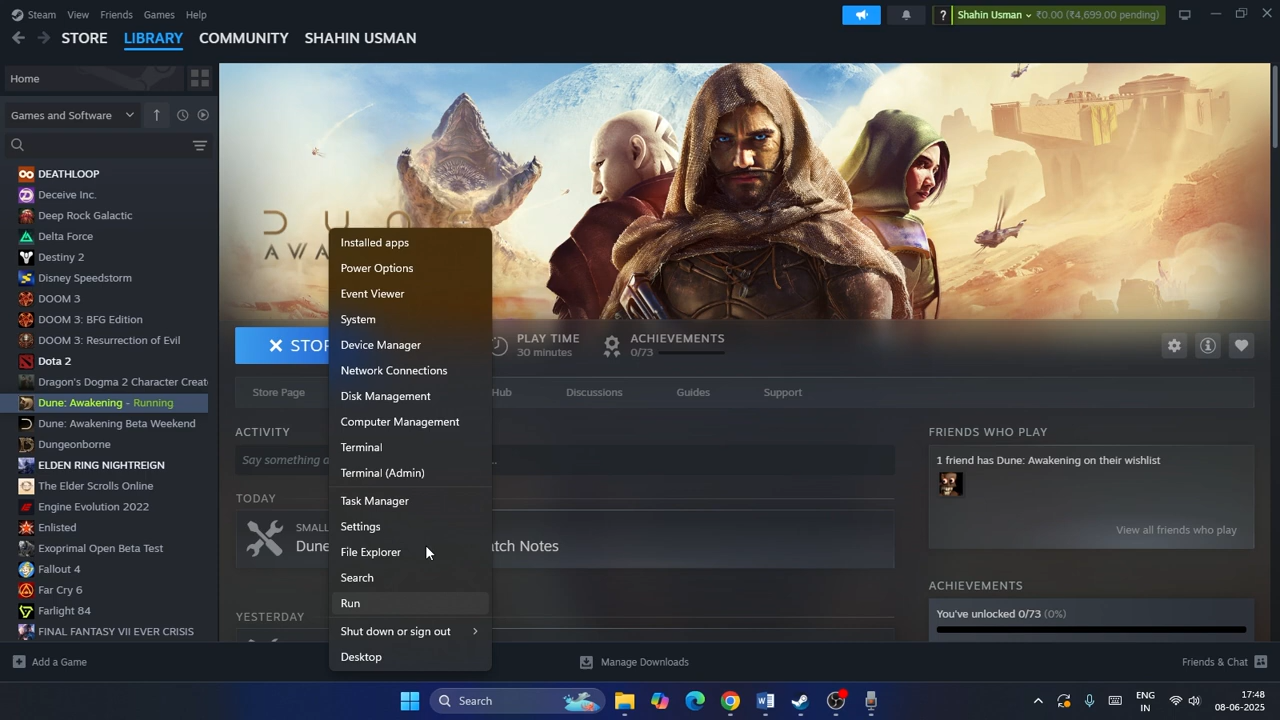 Steam View Friends Games Help
? Shahin Usman ₹0.00 (₹4,699.00 pending)
STORE LIBRARY COMMUNITY SHAHIN USMAN
Home
Games and Software
DEATHLOOP
Deceive Inc.
Deep Rock Galactic
Delta Force
Destiny 2
Disney Speedstorm
DOOM 3
DOOM 3: BFG Edition
DOOM 3: Resurrection of Evil
Dota 2
Dragon's Dogma 2 Character Creat
Dune: Awakening - Running
Dune: Awakening Beta Weekend
Dungeonborne
ELDEN RING NIGHTREIGN
The Elder Scrolls Online
Engine Evolution 2022
Enlisted
Exoprimal Open Beta Test
Fallout 4
Far Cry 6
Farlight 84
FINAL FANTASY VII EVER CRISIS
Installed apps
Power Options
Event Viewer
System
Device Manager
Network Connections
Disk Management
Computer Management
Terminal
Terminal (Admin)
Task Manager
Settings
File Explorer
Search
Run
Shut down or sign out
Desktop
PLAY TIME
30 minutes
ACHIEVEMENTS
0/73
Store Page Hub Discussions Guides Support
ACTIVITY
Say something a
TODAY
SMALL
Dune tch Notes
YESTERDAY
FRIENDS WHO PLAY
1 friend has Dune: Awakening on their wishlist
View all friends who play
ACHIEVEMENTS
You've unlocked 0/73 (0%)
Add a Game Manage Downloads Friends & Chat
Search
ENG
IN
17:48
08-06-2025